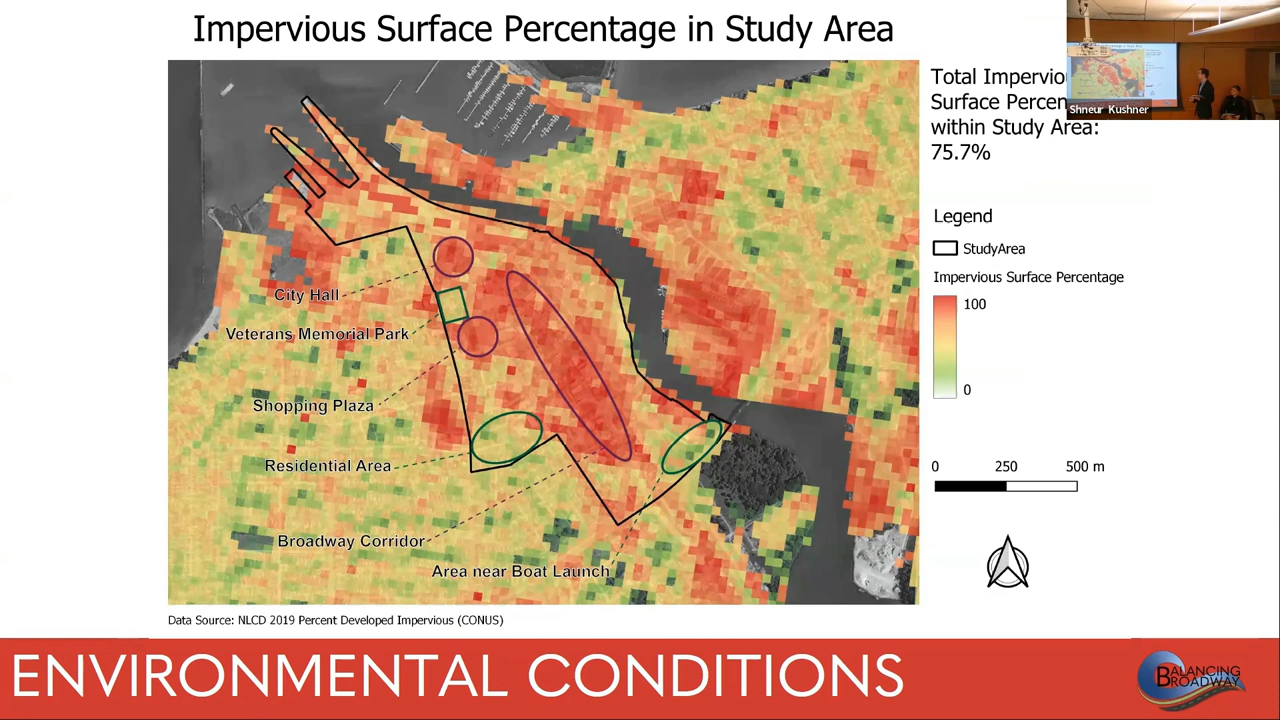 Impervious Surface Percentage in Study Area
Total Impervio
Surface Percen
within Study Area:
75.7%
Shneur Kushner
Legend
StudyArea
Impervious Surface Percentage
100
0
0 250 500 m
City Hall
Veterans Memorial Park
Shopping Plaza
Residential Area
Broadway Corridor
Area near Boat Launch
Data Source: NLCD 2019 Percent Developed Impervious (CONUS)
ENVIRONMENTAL CONDITIONS
BALANCING
BROADWAY